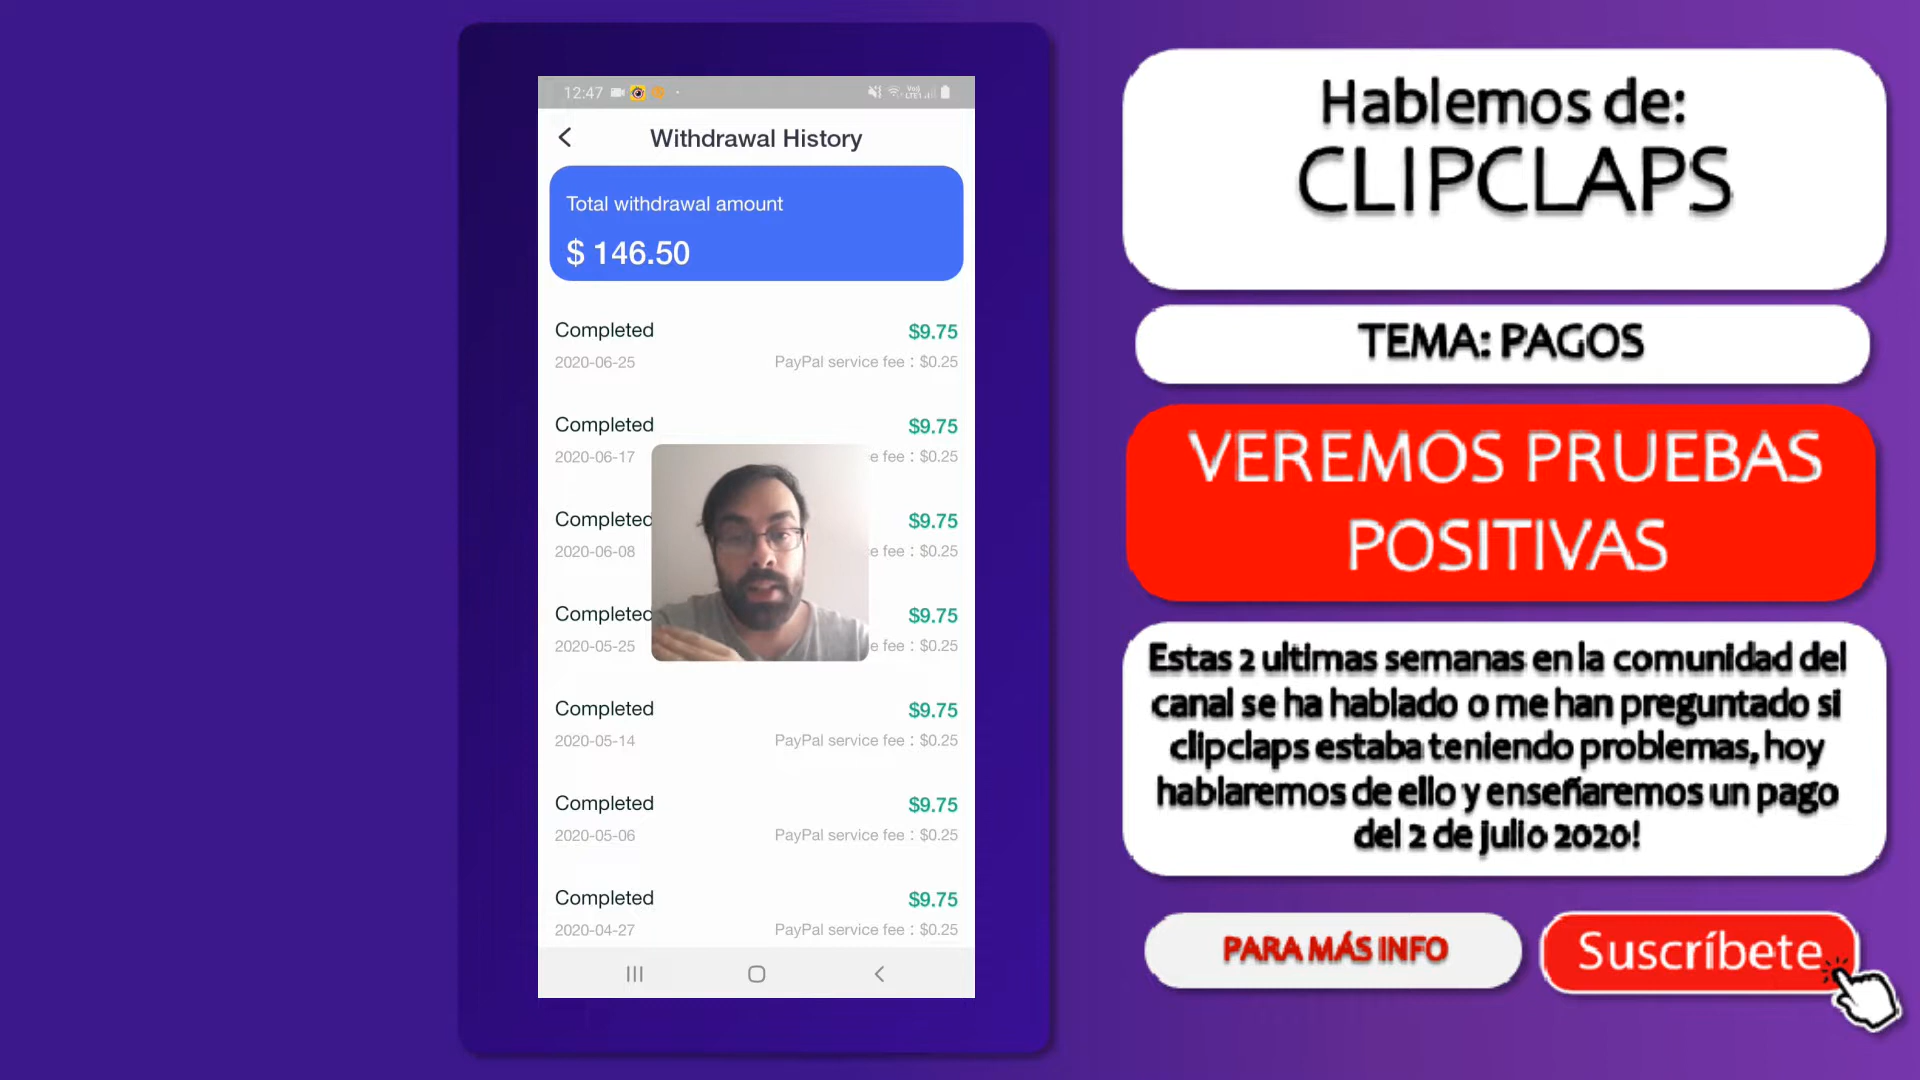 12:47
Withdrawal History
Total withdrawal amount
$ 146.50
Completed $9.75
2020-06-25 PayPal service fee : $0.25
Completed $9.75
2020-06-17 e fee : $0.25
Completed $9.75
2020-06-08 e fee : $0.25
Completed $9.75
2020-05-25 e fee : $0.25
Completed $9.75
2020-05-14 PayPal service fee : $0.25
Completed $9.75
2020-05-06 PayPal service fee : $0.25
Completed $9.75
2020-04-27 PayPal service fee : $0.25
Hablemos de:
CLIPCLAPS
TEMA: PAGOS
VEREMOS PRUEBAS
POSITIVAS
Estas 2 ultimas semanas en la comunidad del
canal se ha hablado o me han preguntado si
clipclaps estaba teniendo problemas, hoy
hablaremos de ello y enseñaremos un pago
del 2 de julio 2020!
PARA MÁS INFO
Suscríbete